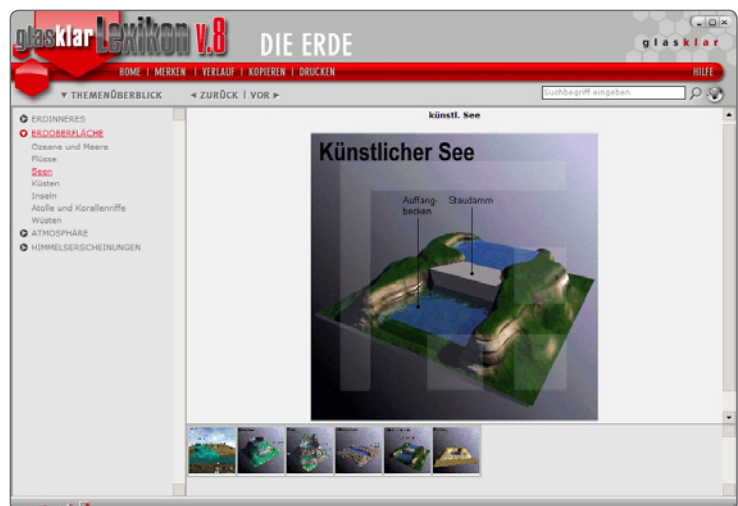 glasklar Lexikon V.8 DIE ERDE
glasklar
HOME | MERKEN | VERLAUF | KOPIEREN | DRUCKEN HILFE
▼ THEMENÜBERBLICK ◄ ZURÜCK | VOR ► Suchbegriff eingeben
ERDINNERES
ERDOBERFLÄCHE
Ozeane und Meere
Flüsse
Seen
Küsten
Inseln
Atolle und Korallenriffe
Wüsten
ATMOSPHÄRE
HIMMELSERSCHEINUNGEN
künstl. See
Künstlicher See
Auffang-
becken
Staudamm